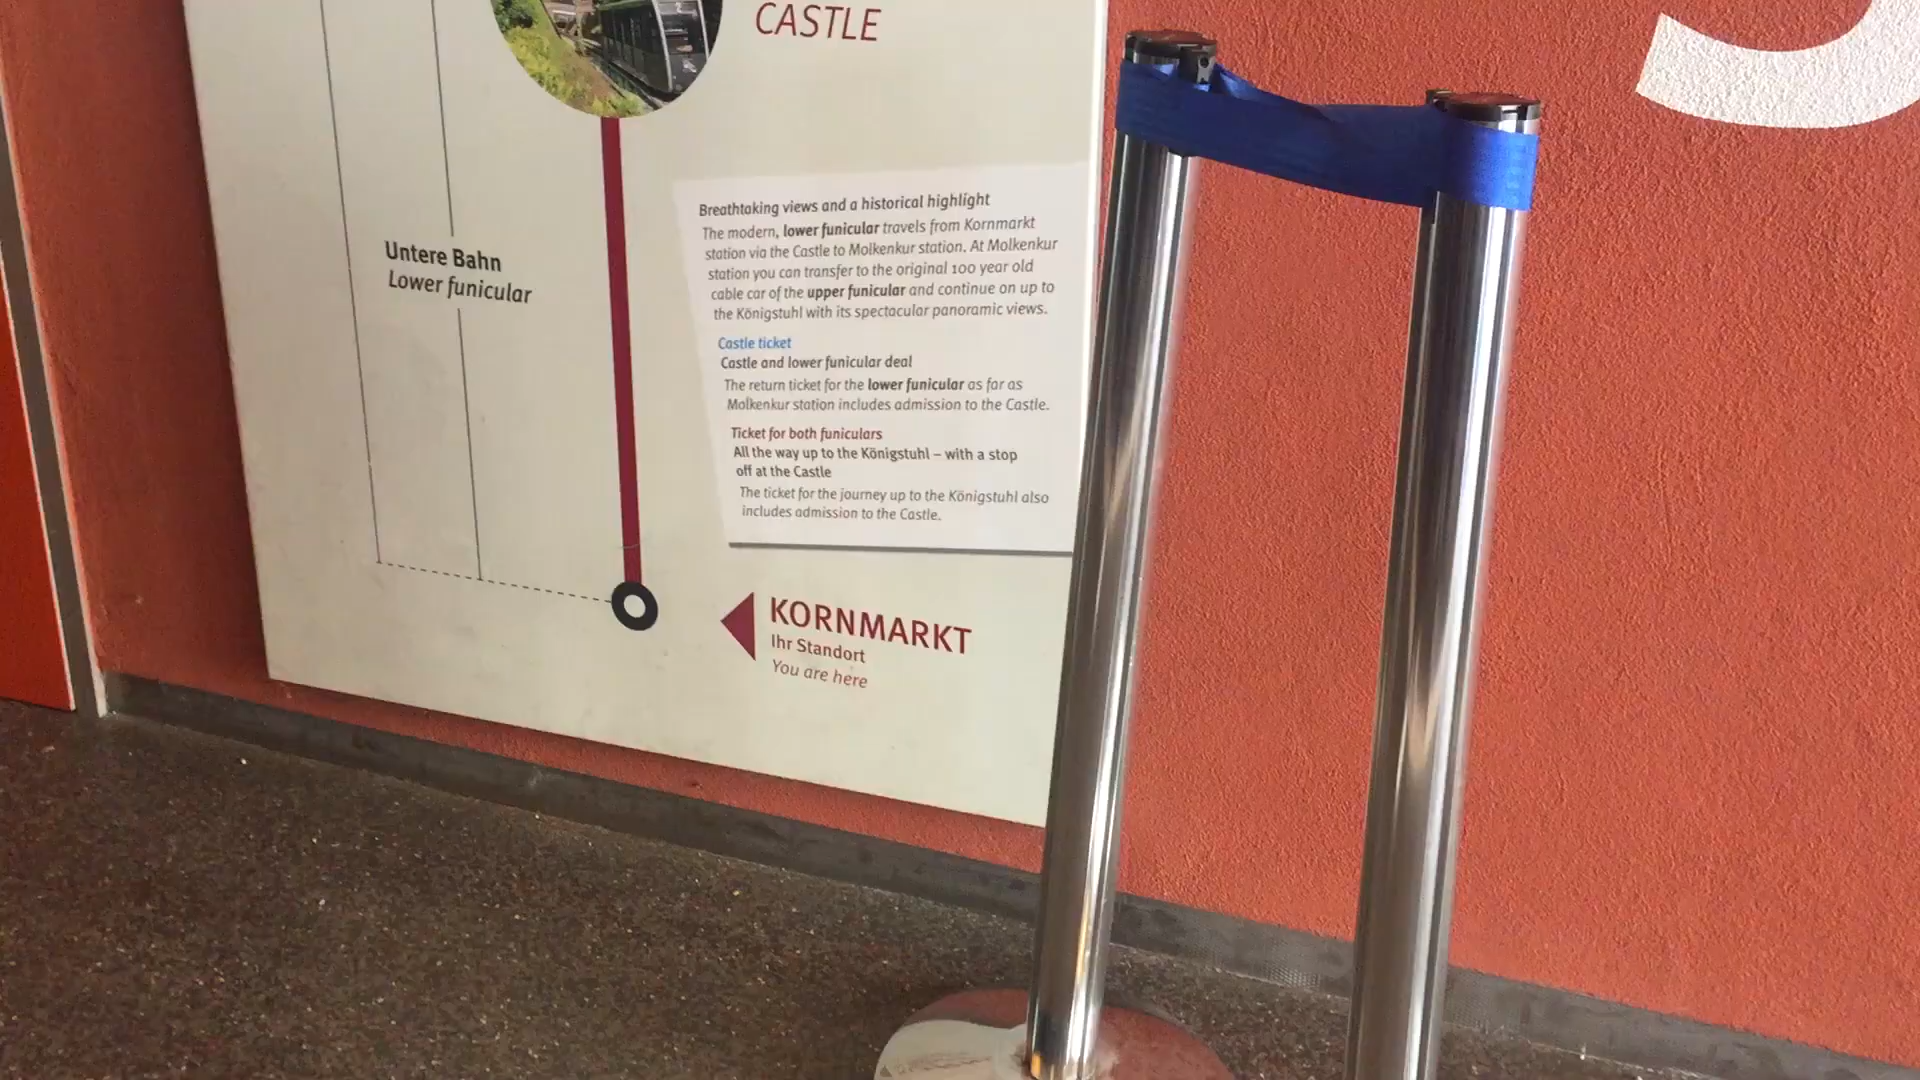 CASTLE
Untere Bahn
Lower funicular
Breathtaking views and a historical highlight
The modern, lower funicular travels from Kornmarkt
station via the Castle to Molkenkur station. At Molkenkur
station you can transfer to the original 100 year old
cable car of the upper funicular and continue on up to
the Königstuhl with its spectacular panoramic views.
Castle ticket
Castle and lower funicular deal
The return ticket for the lower funicular as far as
Molkenkur station includes admission to the Castle.
Ticket for both funiculars
All the way up to the Königstuhl – with a stop
off at the Castle
The ticket for the journey up to the Königstuhl also
includes admission to the Castle.
KORNMARKT
Ihr Standort
You are here